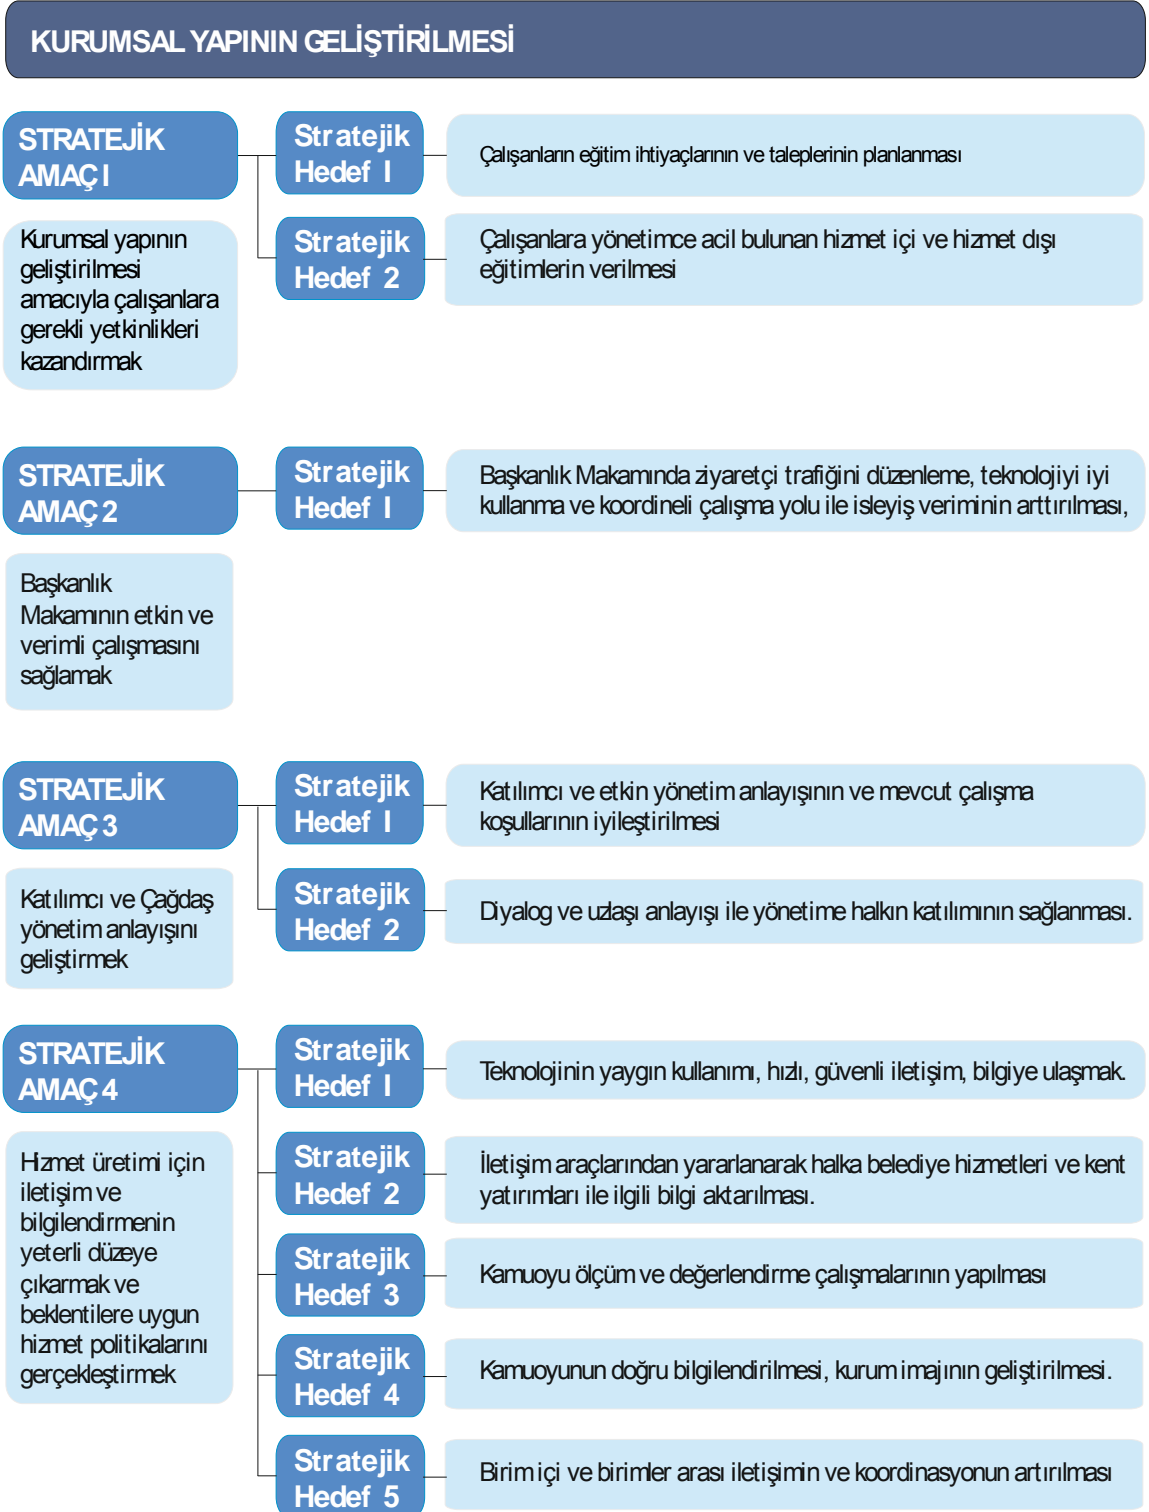 KURUMSAL YAPININ GELİŞTİRİLMESİ
STRATEJİK
AMAÇ I
Stratejik
Hedef I
Çalışanların eğitim ihtiyaçlarının ve taleplerinin planlanması
Stratejik
Hedef 2
Çalışanlara yönetimce acil bulunan hizmet içi ve hizmet dışı
eğitimlerin verilmesi
Kurumsal yapının
geliştirilmesi
amacıyla çalışanlara
gerekli yetkinlikleri
kazandırmak
STRATEJİK
AMAÇ 2
Stratejik
Hedef I
Başkanlık Makamında ziyaretçi trafiğini düzenleme, teknolojiyi iyi
kullanma ve koordineli çalışma yolu ile isleyiş veriminin arttırılması,
Başkanlık
Makamının etkin ve
verimli çalışmasını
sağlamak
STRATEJİK
AMAÇ 3
Stratejik
Hedef I
Katılımcı ve etkin yönetim anlayışının ve mevcut çalışma
koşullarının iyileştirilmesi
Stratejik
Hedef 2
Diyalog ve uzlaşı anlayışı ile yönetime halkın katılımının sağlanması.
Katılımcı ve Çağdaş
yönetim anlayışını
geliştirmek
STRATEJİK
AMAÇ 4
Stratejik
Hedef I
Teknolojinin yaygın kullanımı, hızlı, güvenli iletişim, bilgiye ulaşmak.
Hizmet üretimi için
iletişim ve
bilgilendirmenin
yeterli düzeye
çıkarmak ve
beklentilere uygun
hizmet politikalarını
gerçekleştirmek
Stratejik
Hedef 2
İletişim araçlarından yararlanarak halka belediye hizmetleri ve kent
yatırımları ile ilgili bilgi aktarılması.
Stratejik
Hedef 3
Kamuoyu ölçüm ve değerlendirme çalışmalarının yapılması
Stratejik
Hedef 4
Kamuoyunun doğru bilgilendirilmesi, kurum imajının geliştirilmesi.
Stratejik
Hedef 5
Birim içi ve birimler arası iletişimin ve koordinasyonun artırılması